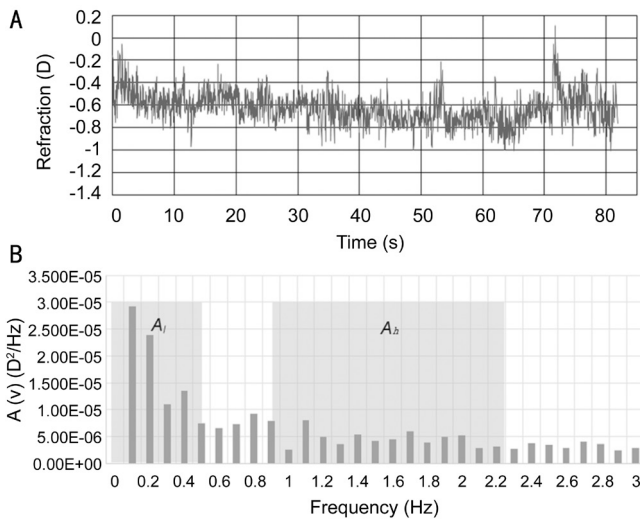 A
0.2
0
-0.2
-0.4
-0.6
-0.8
-1
-1.2
-1.4
Refraction (D)
0 10 20 30 40 50 60 70 80
Time (s)
B
3.500E-05
3.00E-05
2.500E-05
2.00E-05
1.500E-05
1.00E-05
5.00E-06
0.00E+00
A (v) (D²/Hz)
Al
Ah
0 0.2 0.4 0.6 0.8 1 1.2 1.4 1.6 1.8 2.0 2.2 2.4 2.6 2.8 3
Frequency (Hz)